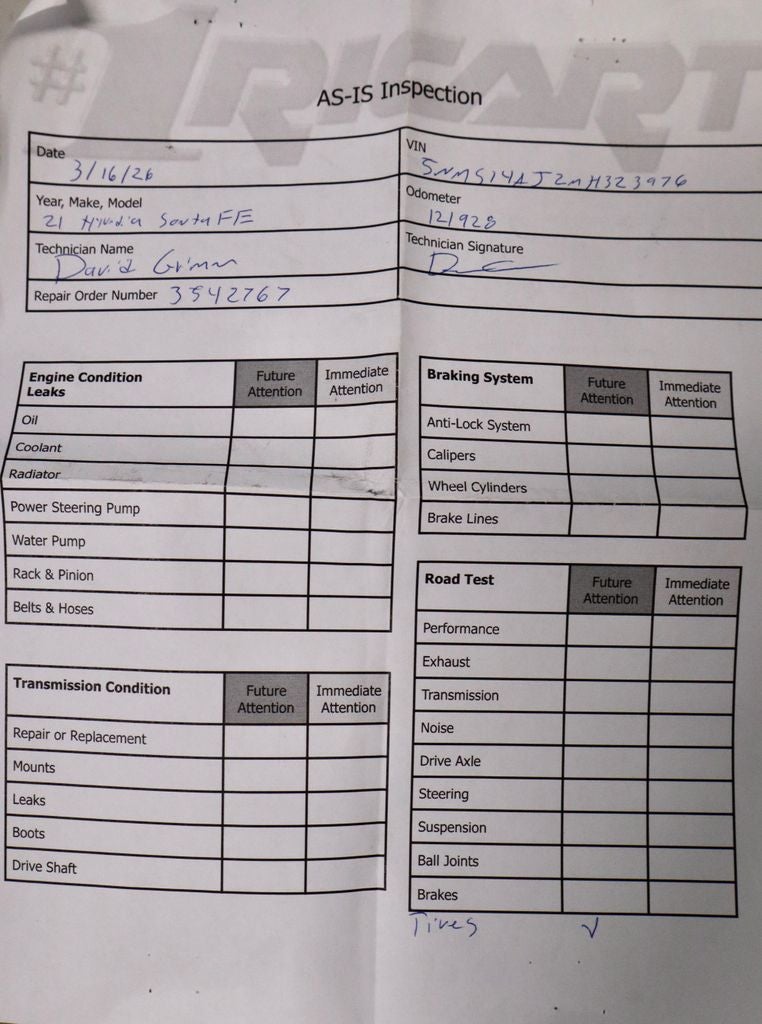 #1 RICART
AS-IS Inspection
Date 3/16/26
VIN 5NMS14AJ2MH323976
Year, Make, Model 21 Hyundia SantaFE
Odometer 121928
Technician Name David Grimm
Technician Signature
Repair Order Number 3542767
Engine Condition Leaks Future Attention Immediate Attention
Oil
Coolant
Radiator
Power Steering Pump
Water Pump
Rack & Pinion
Belts & Hoses
Transmission Condition Future Attention Immediate Attention
Repair or Replacement
Mounts
Leaks
Boots
Drive Shaft
Braking System Future Attention Immediate Attention
Anti-Lock System
Calipers
Wheel Cylinders
Brake Lines
Road Test Future Attention Immediate Attention
Performance
Exhaust
Transmission
Noise
Drive Axle
Steering
Suspension
Ball Joints
Brakes
Tires √